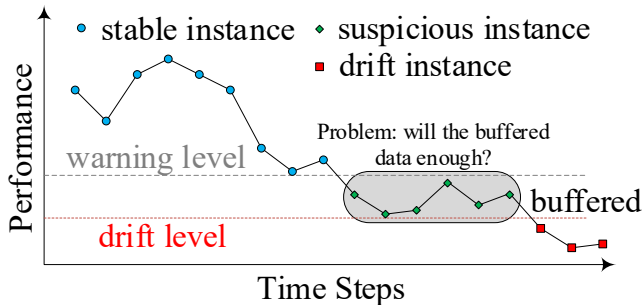 stable instance
suspicious instance
drift instance
Performance
Problem: will the buffered
data enough?
warning level
buffered
drift level
Time Steps